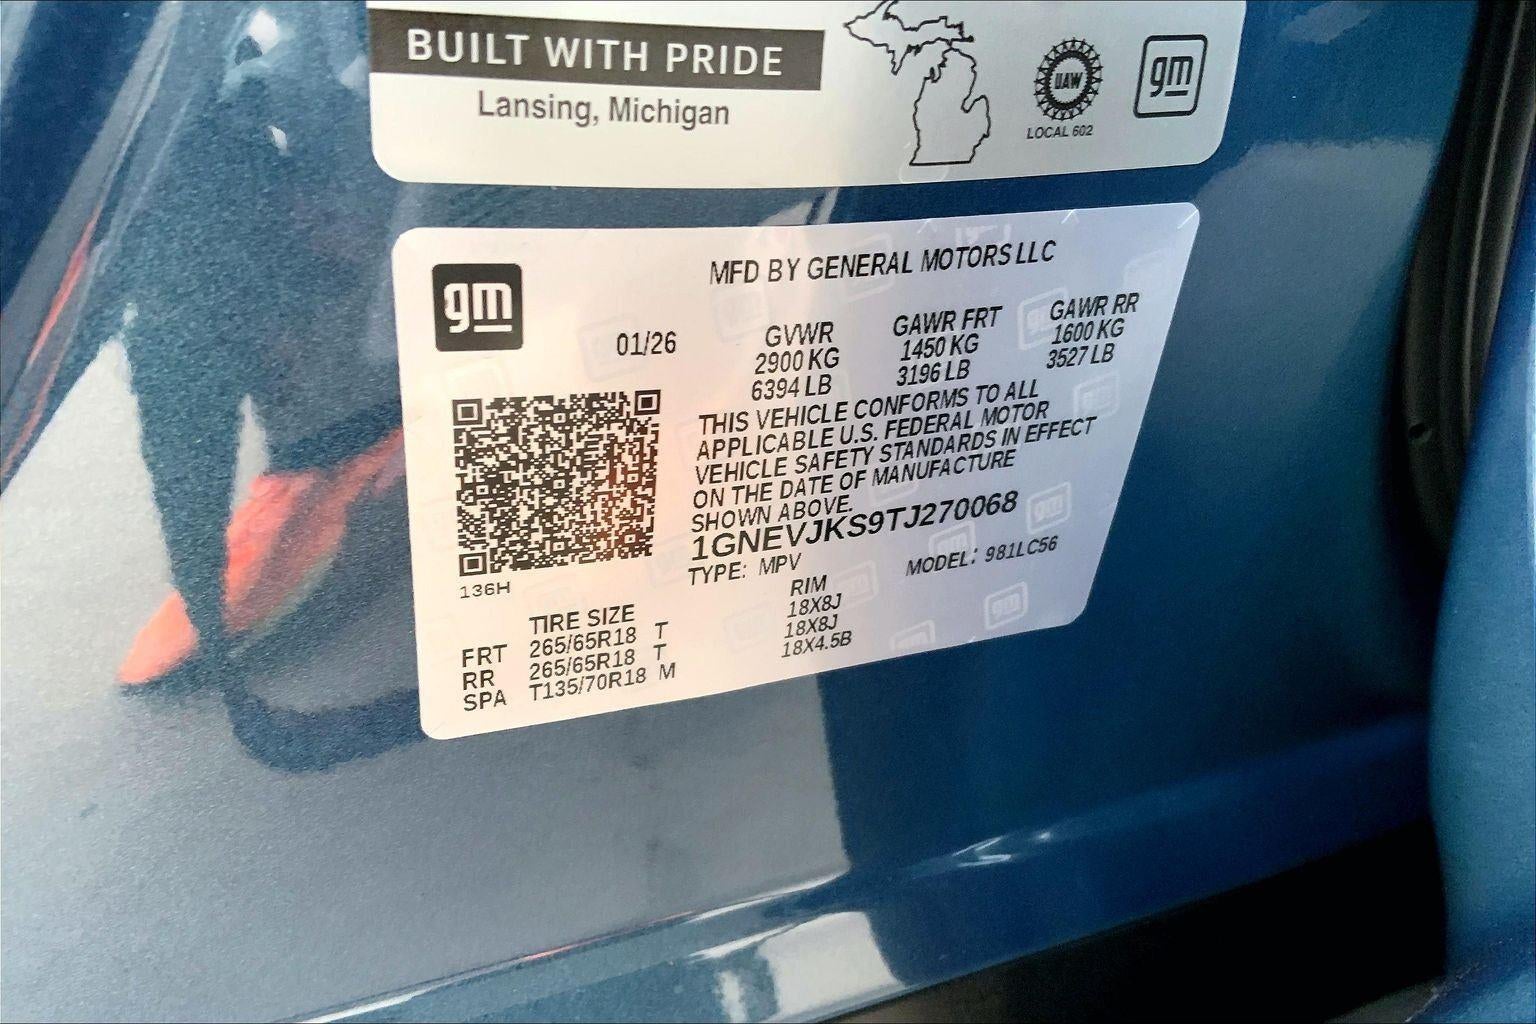 BUILT WITH PRIDE
Lansing, Michigan
UAW
LOCAL 602
gm
gm
MFD BY GENERAL MOTORS LLC
01/26
GVWR
2900 KG
6394 LB
GAWR FRT
1450 KG
3196 LB
GAWR RR
1600 KG
3527 LB
THIS VEHICLE CONFORMS TO ALL
APPLICABLE U.S. FEDERAL MOTOR
VEHICLE SAFETY STANDARDS IN EFFECT
ON THE DATE OF MANUFACTURE
SHOWN ABOVE.
1GNEVJKS9TJ270068
TYPE: MPV MODEL: 981LC56
136H
TIRE SIZE RIM
FRT 265/65R18 T 18X8J
RR 265/65R18 T 18X8J
SPA T135/70R18 M 18X4.5B